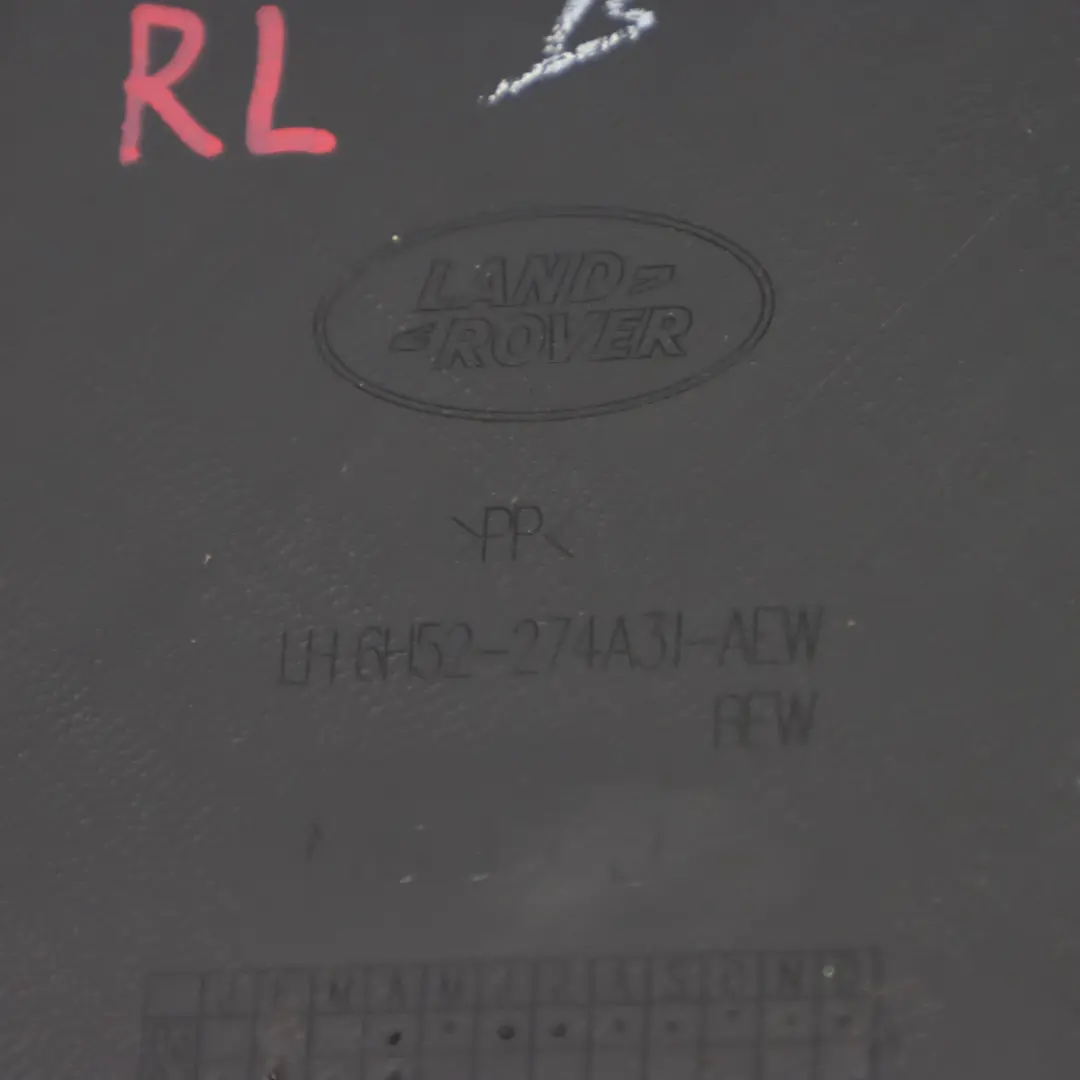 RL
LAND
ROVER
>PP<
LH 6H52-274A31-AEW
BEW
J F M A M J J A S O N D